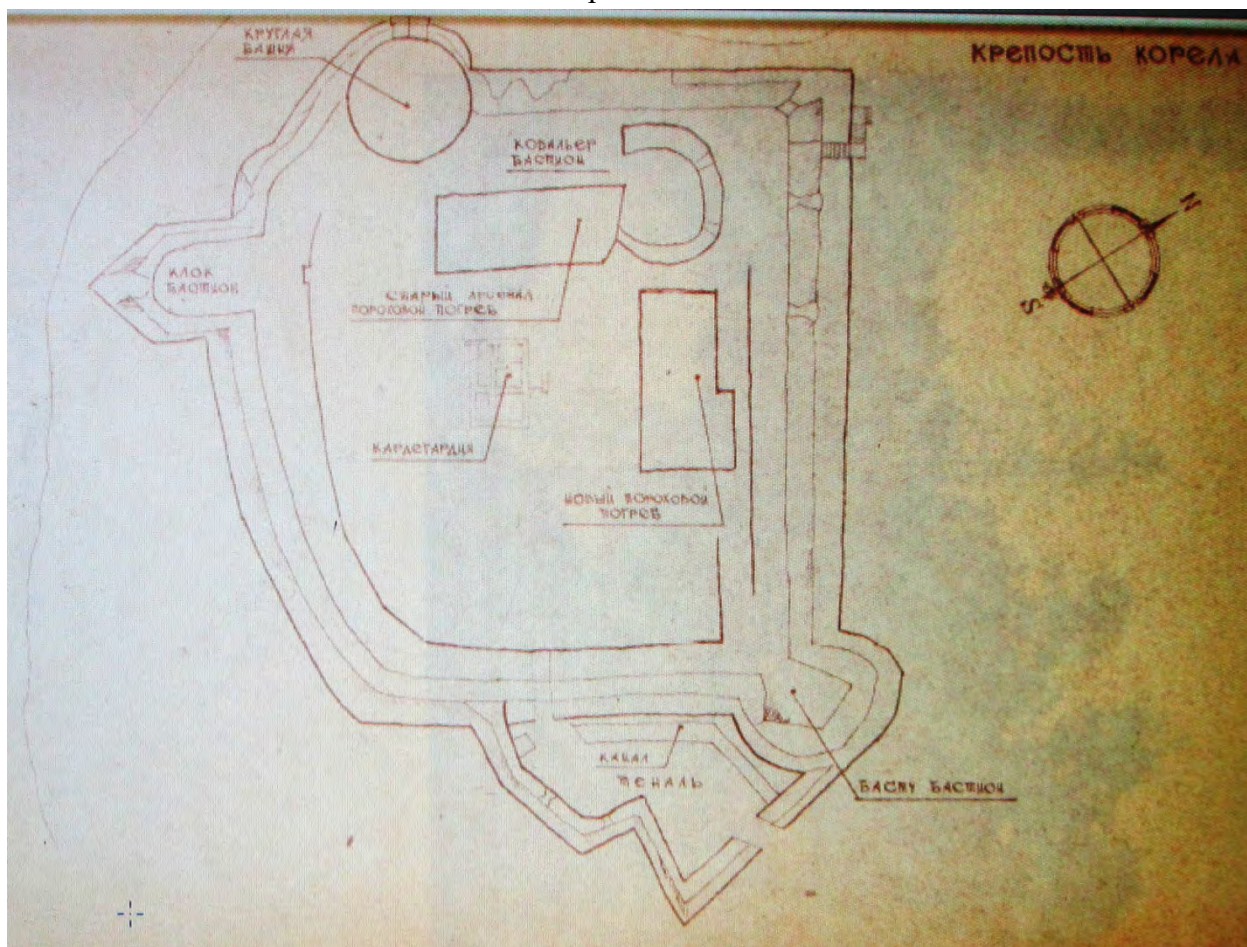 КРУГЛАЯ
БАШНЯ
КРЕПОСТЬ КОРЕЛА
КОВАЛЬЕР
БАСТИОН
N
S
КЛОК
БАСТИОН
СТАРЫЙ АРСЕНАЛ
ПОРОХОВОЙ ПОГРЕБ
КАРДЕГАРДИЯ
НОВЫЙ ПОРОХОВОЙ
ПОГРЕБ
КАНАЛ
ТЕНАЛЬ
БАСТУ БАСТИОН